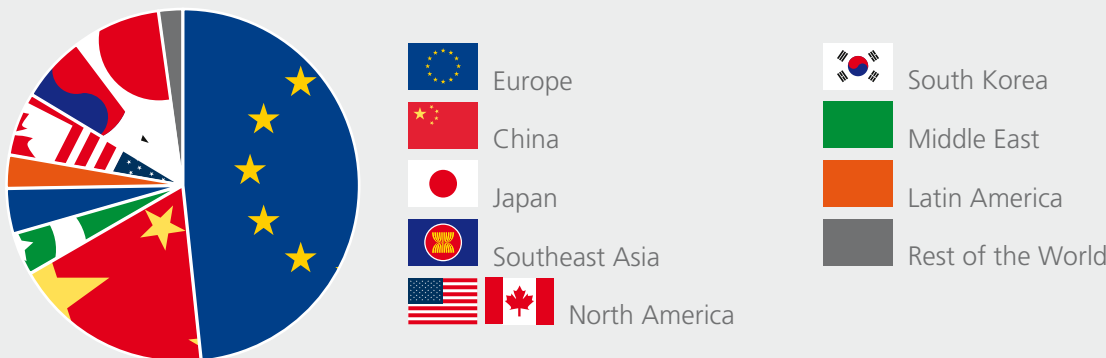 Europe
China
Japan
Southeast Asia
North America
South Korea
Middle East
Latin America
Rest of the World